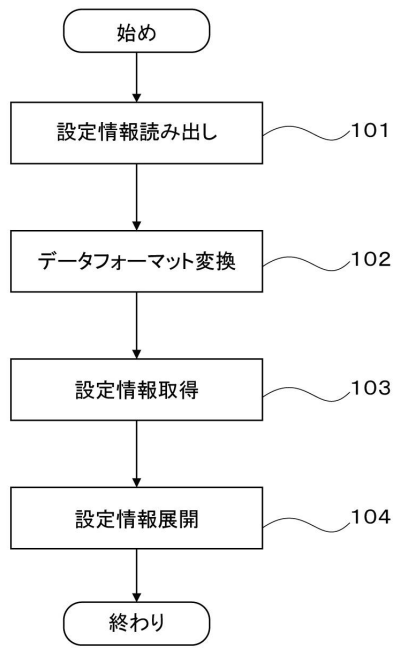 始め
設定情報読み出し
101
データフォーマット変換
102
設定情報取得
103
設定情報展開
104
終わり